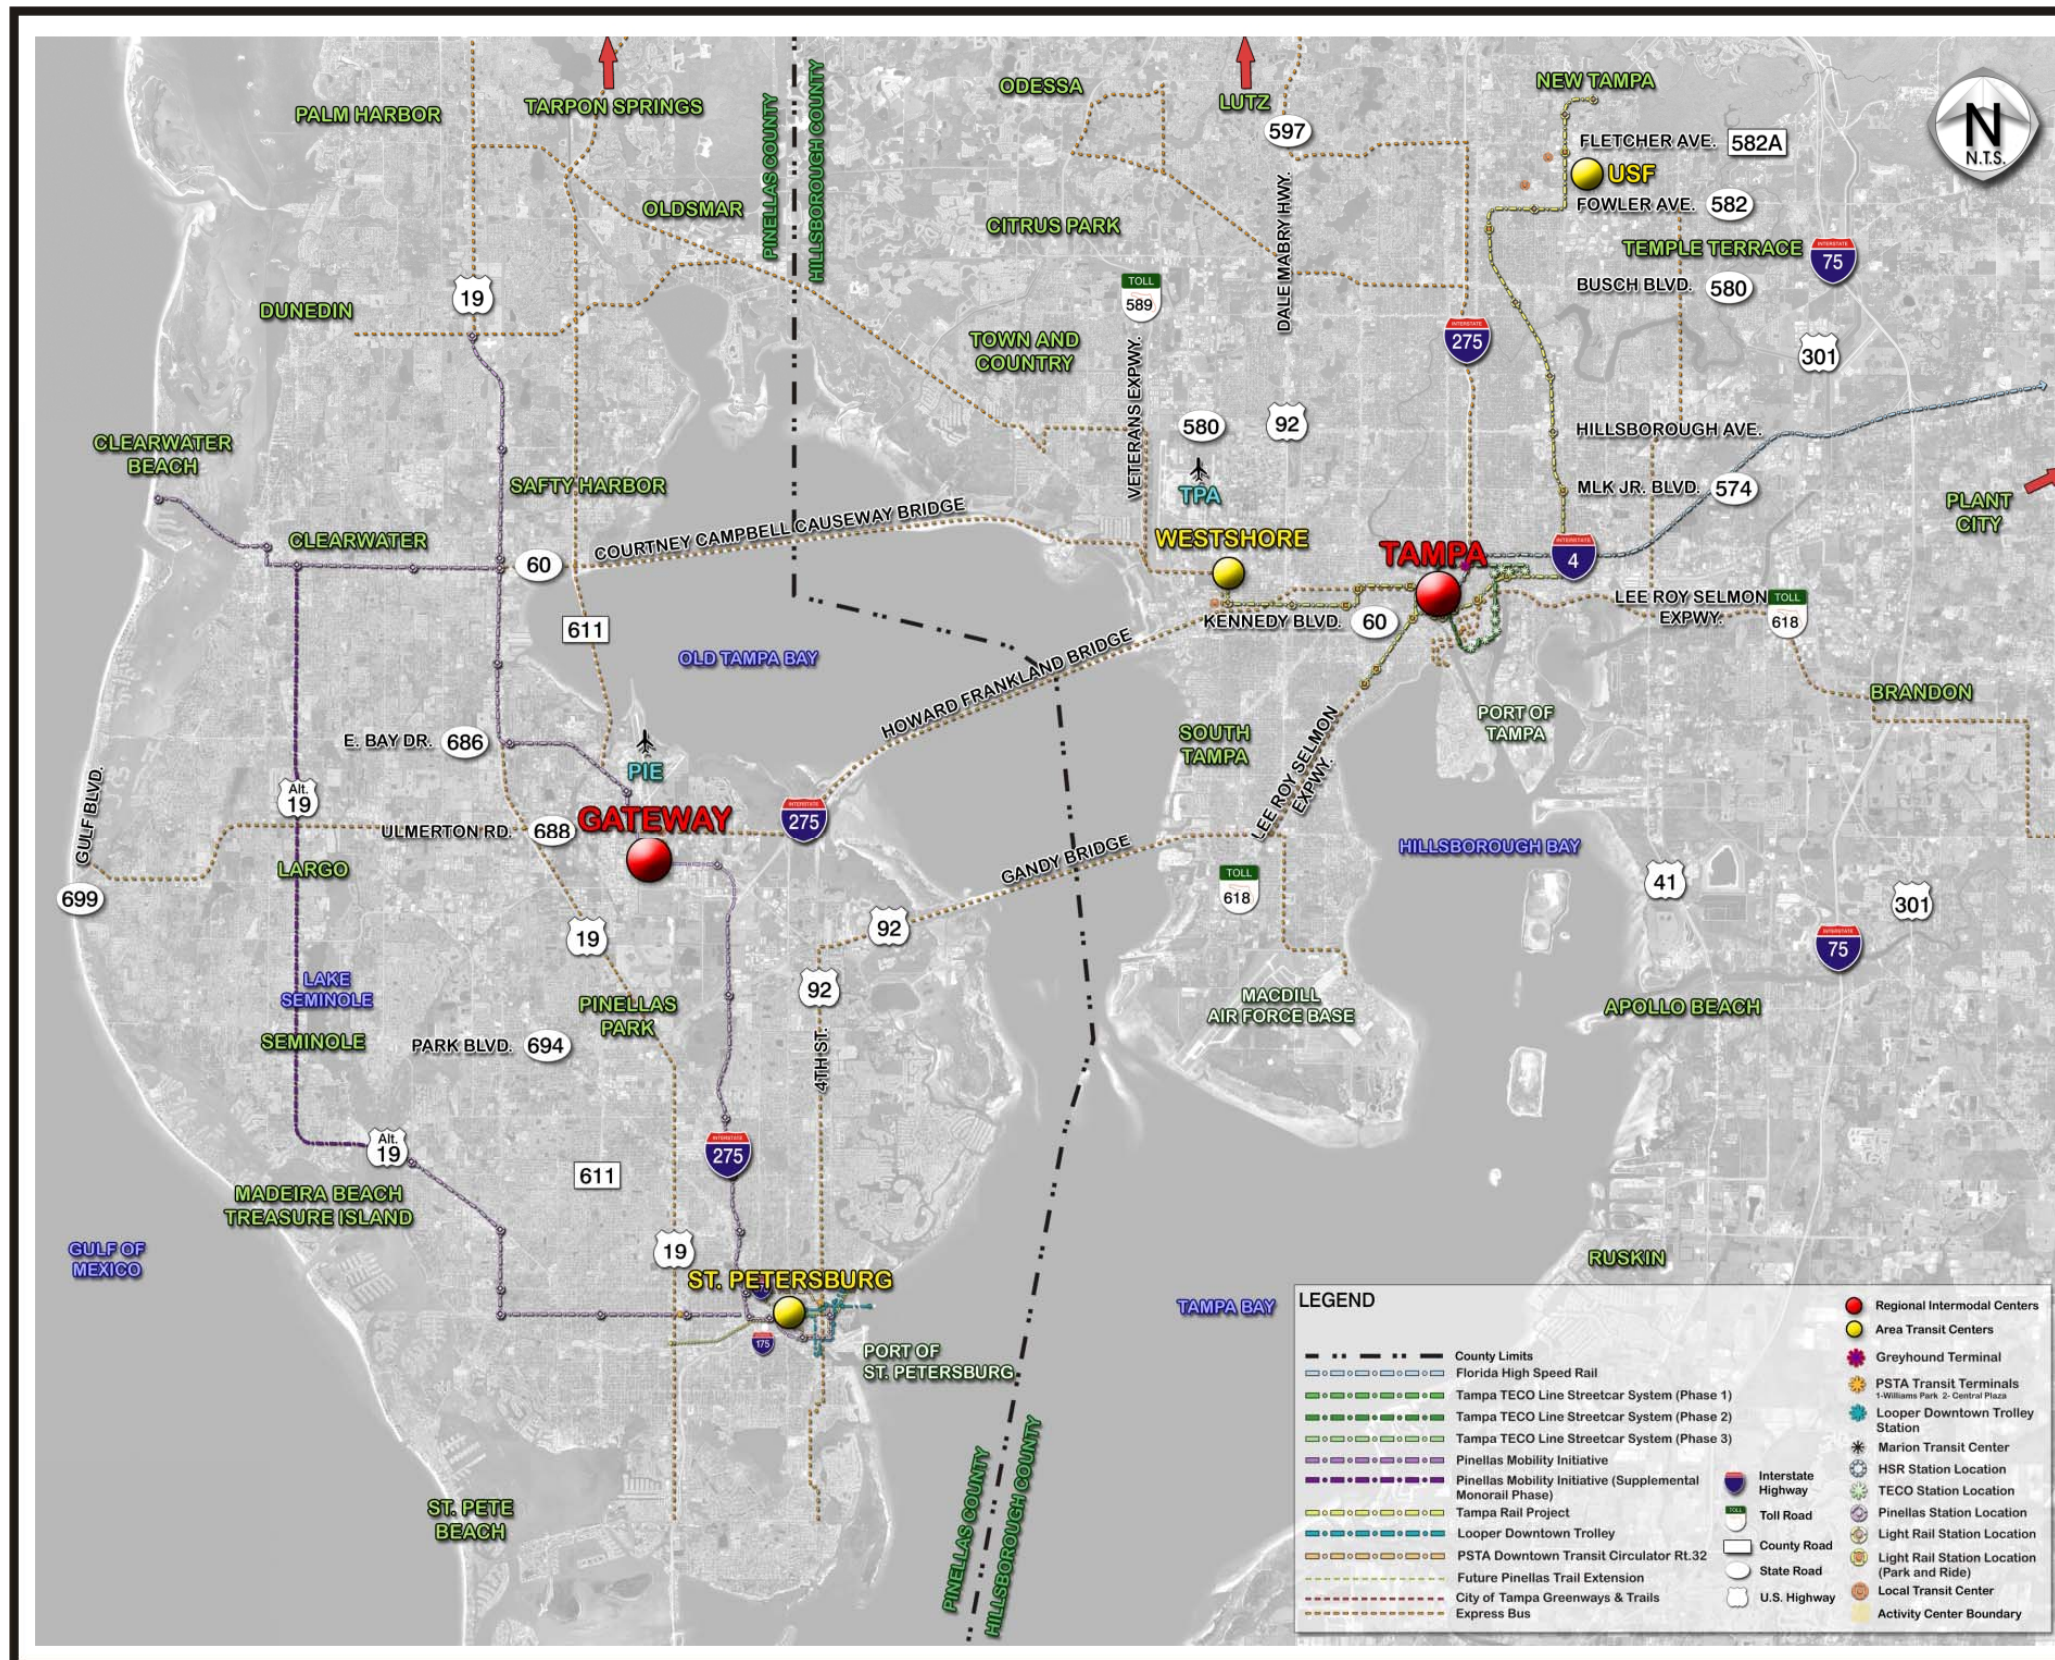 N
N.T.S.
PALM HARBOR
TARPON SPRINGS
PINELLAS COUNTY
HILLSBOROUGH COUNTY
ODESSA
LUTZ
597
NEW TAMPA
FLETCHER AVE.
582A
USF
FOWLER AVE.
582
OLDSMAR
CITRUS PARK
DALE MABRY HWY.
TEMPLE TERRACE
INTERSTATE
75
BUSCH BLVD.
580
19
DUNEDIN
TOLL
589
TOWN AND
COUNTRY
VETERANS EXPWY.
INTERSTATE
275
301
CLEARWATER
BEACH
580
92
HILLSBOROUGH AVE.
SAFTY HARBOR
TPA
MLK JR. BLVD.
574
PLANT
CITY
CLEARWATER
60
COURTNEY CAMPBELL CAUSEWAY BRIDGE
WESTSHORE
TAMPA
INTERSTATE
4
611
OLD TAMPA BAY
KENNEDY BLVD.
60
LEE ROY SELMON
EXPWY.
TOLL
618
HOWARD FRANKLAND BRIDGE
BRANDON
E. BAY DR.
686
PIE
SOUTH
TAMPA
LEE ROY SELMON
EXPWY.
PORT OF
TAMPA
GULF BLVD.
Alt.
19
ULMERTON RD.
688
GATEWAY
INTERSTATE
275
GANDY BRIDGE
HILLSBOROUGH BAY
LARGO
699
19
92
TOLL
618
41
301
INTERSTATE
75
LAKE
SEMINOLE
92
PINELLAS
PARK
MACDILL
AIR FORCE BASE
APOLLO BEACH
SEMINOLE
PARK BLVD.
694
4TH ST.
Alt.
19
INTERSTATE
275
611
MADEIRA BEACH
TREASURE ISLAND
GULF OF
MEXICO
19
ST. PETERSBURG
175
PORT OF
ST. PETERSBURG
TAMPA BAY
RUSKIN
ST. PETE
BEACH
PINELLAS COUNTY
HILLSBOROUGH COUNTY
LEGEND
County Limits
Florida High Speed Rail
Tampa TECO Line Streetcar System (Phase 1)
Tampa TECO Line Streetcar System (Phase 2)
Tampa TECO Line Streetcar System (Phase 3)
Pinellas Mobility Initiative
Pinellas Mobility Initiative (Supplemental
Monorail Phase)
Tampa Rail Project
Looper Downtown Trolley
PSTA Downtown Transit Circulator Rt.32
Future Pinellas Trail Extension
City of Tampa Greenways & Trails
Express Bus
Interstate
Highway
TOLL
Toll Road
County Road
State Road
U.S. Highway
Regional Intermodal Centers
Area Transit Centers
Greyhound Terminal
PSTA Transit Terminals
1-Williams Park 2- Central Plaza
Looper Downtown Trolley
Station
Marion Transit Center
HSR Station Location
TECO Station Location
Pinellas Station Location
Light Rail Station Location
Light Rail Station Location
(Park and Ride)
Local Transit Center
Activity Center Boundary